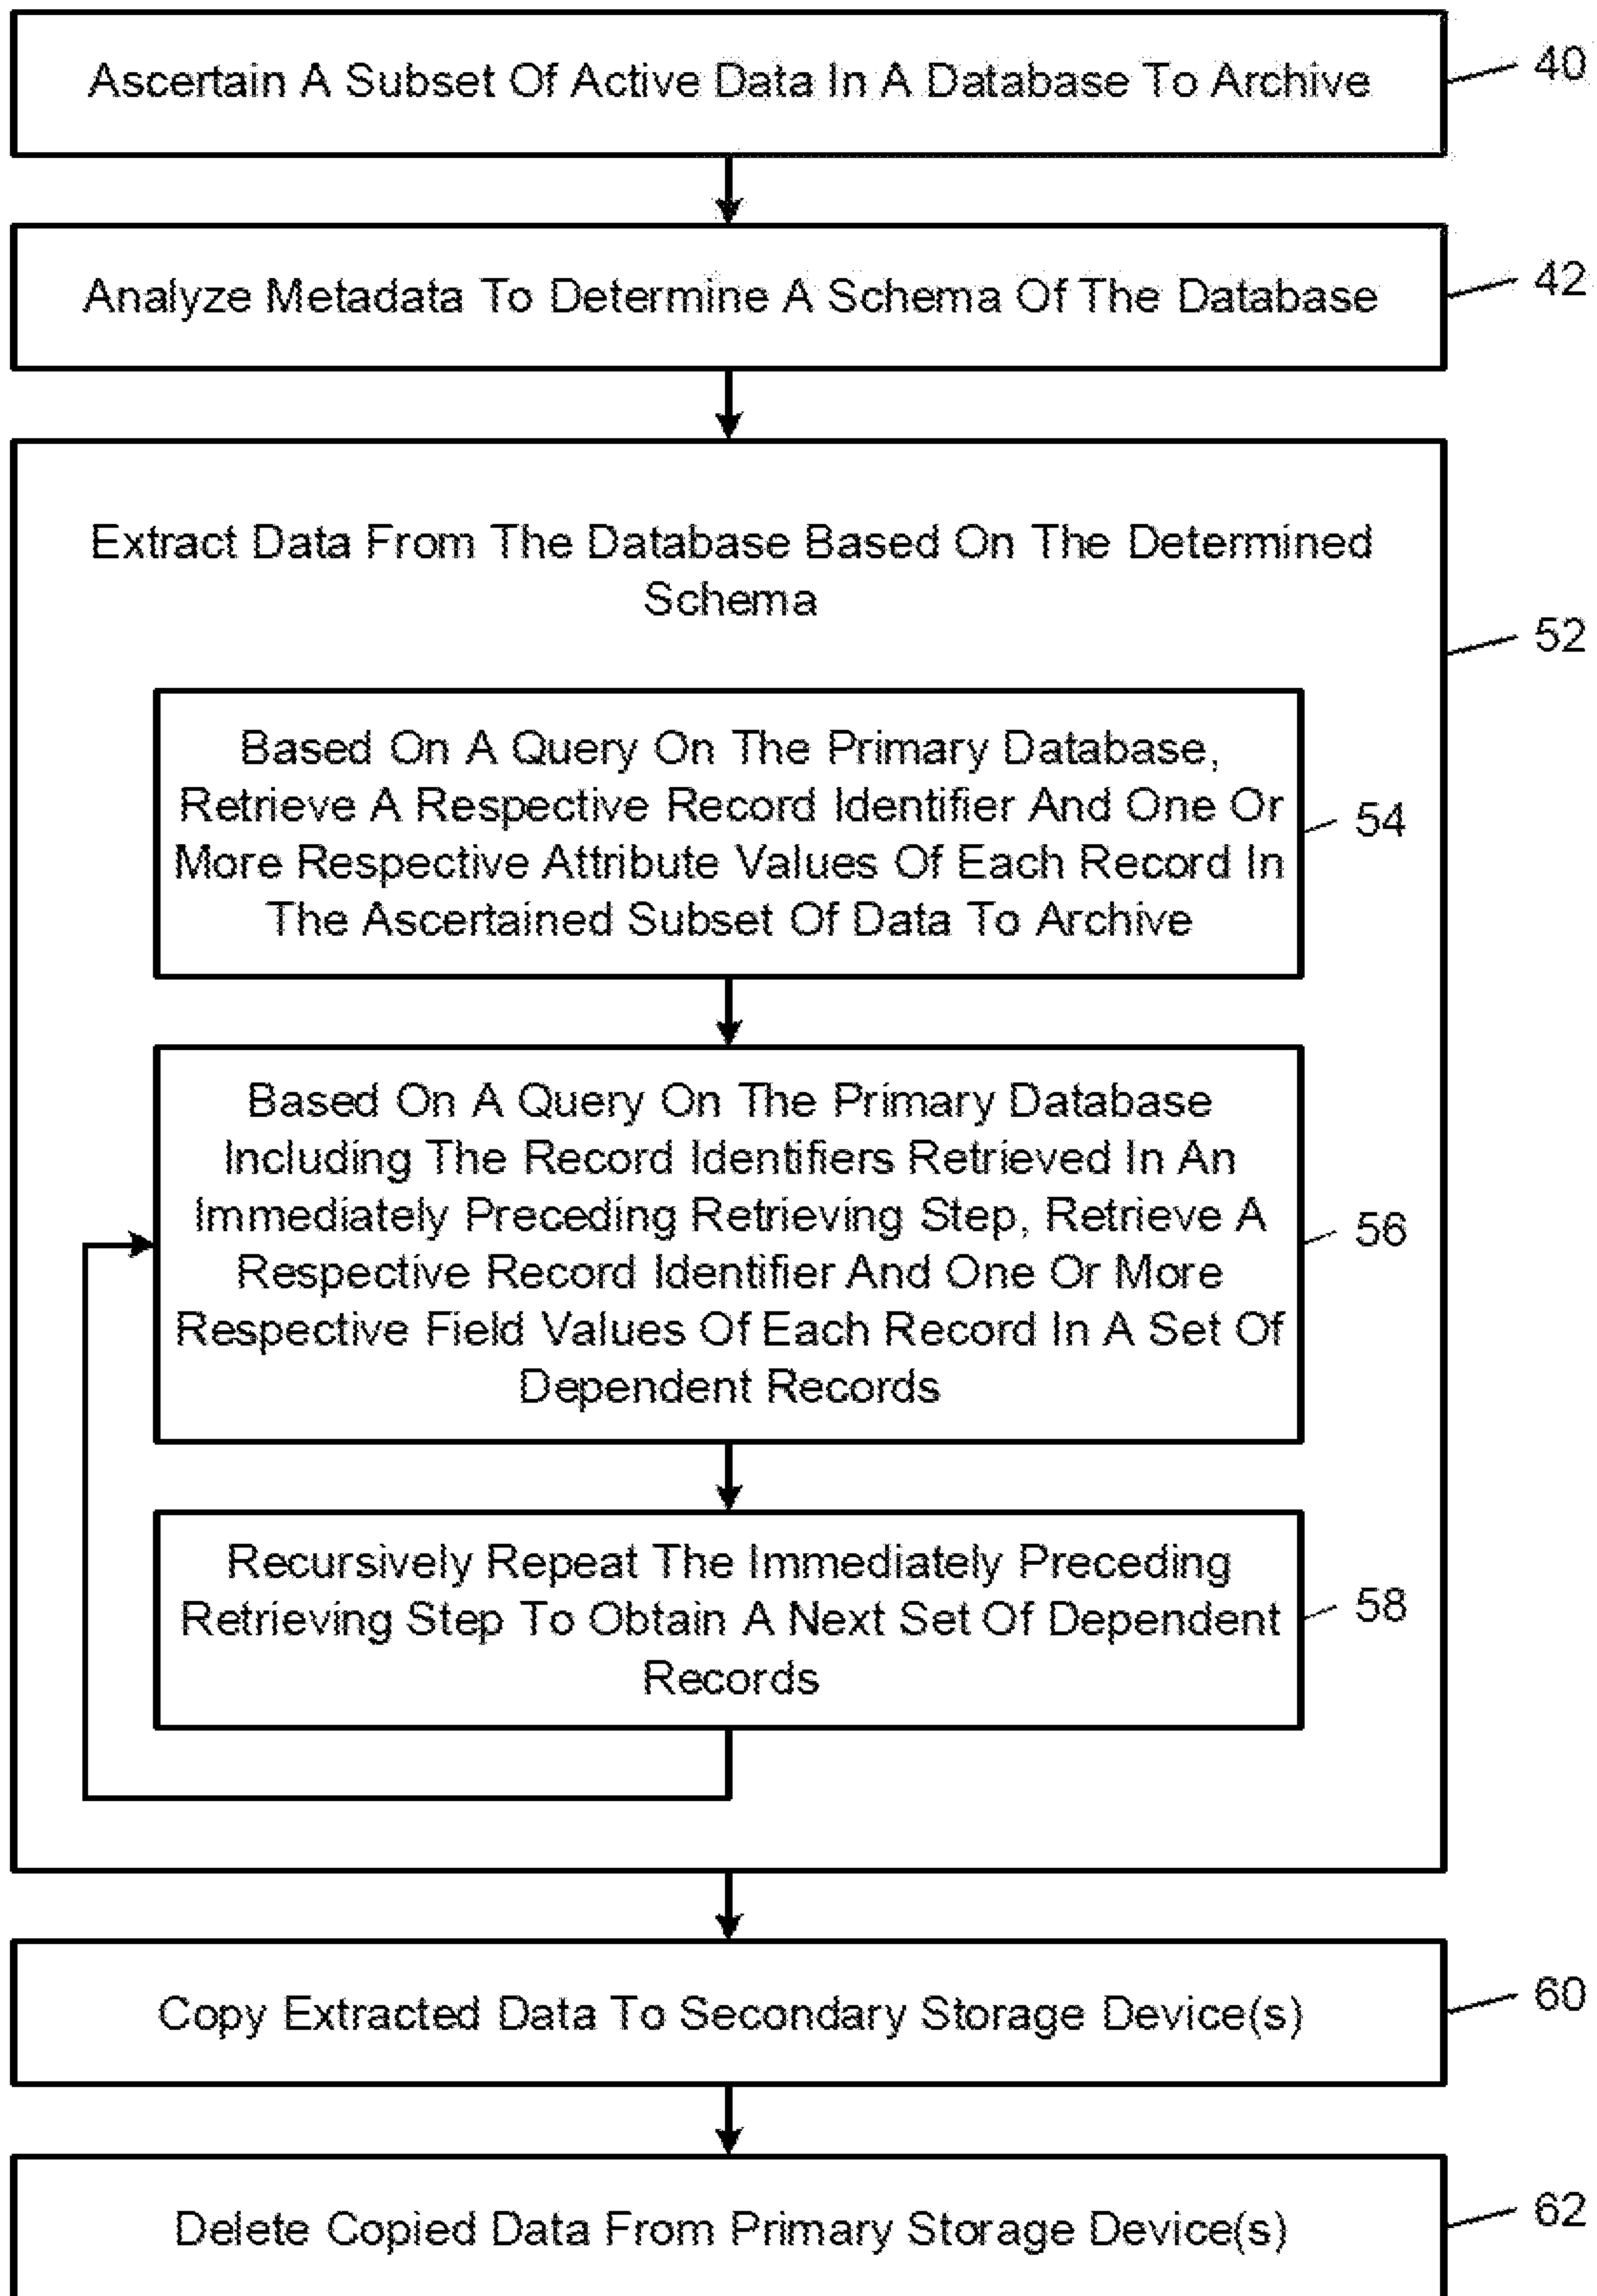 Ascertain A Subset Of Active Data In A Database To Archive
40
Analyze Metadata To Determine A Schema Of The Database
42
Extract Data From The Database Based On The Determined
Schema
52
Based On A Query On The Primary Database,
Retrieve A Respective Record Identifier And One Or
More Respective Attribute Values Of Each Record In
The Ascertained Subset Of Data To Archive
54
Based On A Query On The Primary Database
Including The Record Identifiers Retrieved In An
Immediately Preceding Retrieving Step, Retrieve A
Respective Record Identifier And One Or More
Respective Field Values Of Each Record In A Set Of
Dependent Records
56
Recursively Repeat The Immediately Preceding
Retrieving Step To Obtain A Next Set Of Dependent
Records
58
Copy Extracted Data To Secondary Storage Device(s)
60
Delete Copied Data From Primary Storage Device(s)
62